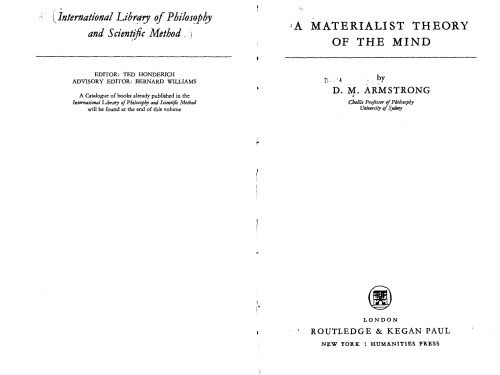 (International Library of Philosophy
and Scientific Method.)
EDITOR: TED HONDERICH
ADVISORY EDITOR: BERNARD WILLIAMS
A Catalogue of books already published in the
International Library of Philosophy and Scientific Method
will be found at the end of this volume
A MATERIALIST THEORY
OF THE MIND
by
D. M. ARMSTRONG
Challis Professor of Philosophy
University of Sydney
LONDON
ROUTLEDGE & KEGAN PAUL
NEW YORK : HUMANITIES PRESS